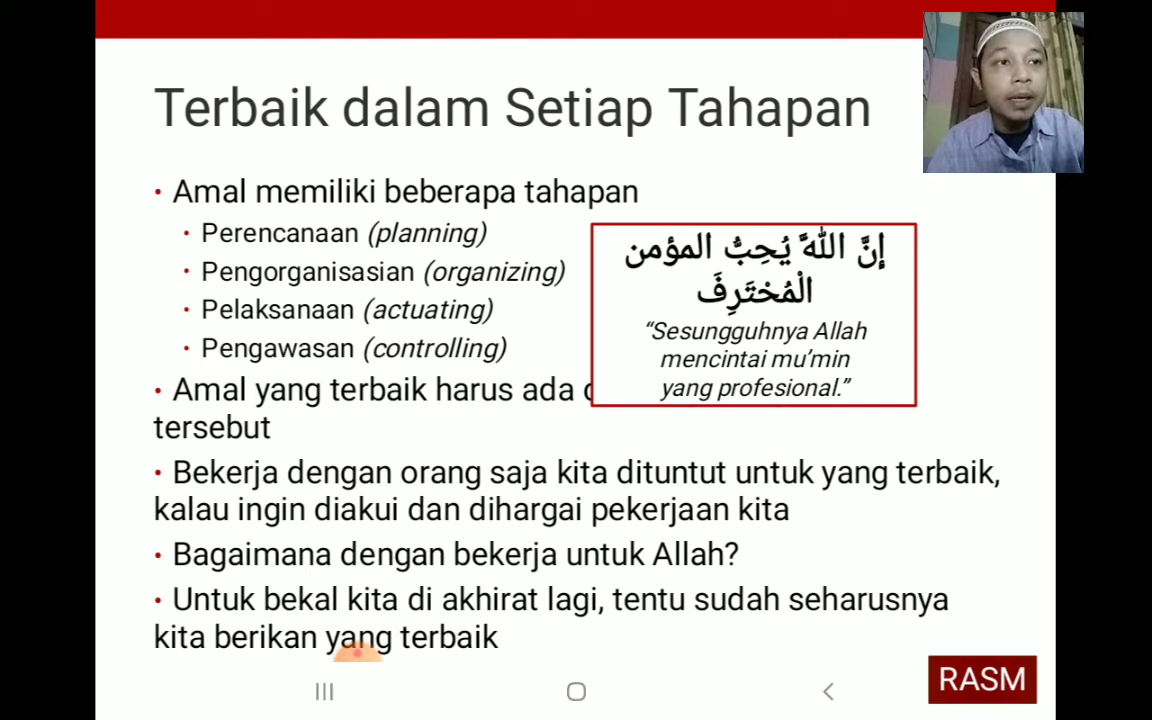 Terbaik dalam Setiap Tahapan
• Amal memiliki beberapa tahapan
• Perencanaan (planning)
• Pengorganisasian (organizing)
• Pelaksanaan (actuating)
• Pengawasan (controlling)
إِنَّ اللَّهَ يُحِبُّ المؤمن
الْمُحْتَرِفَ
“Sesungguhnya Allah
mencintai mu’min
yang profesional.”
• Amal yang terbaik harus ada
tersebut
• Bekerja dengan orang saja kita dituntut untuk yang terbaik,
kalau ingin diakui dan dihargai pekerjaan kita
• Bagaimana dengan bekerja untuk Allah?
• Untuk bekal kita di akhirat lagi, tentu sudah seharusnya
kita berikan yang terbaik
RASM